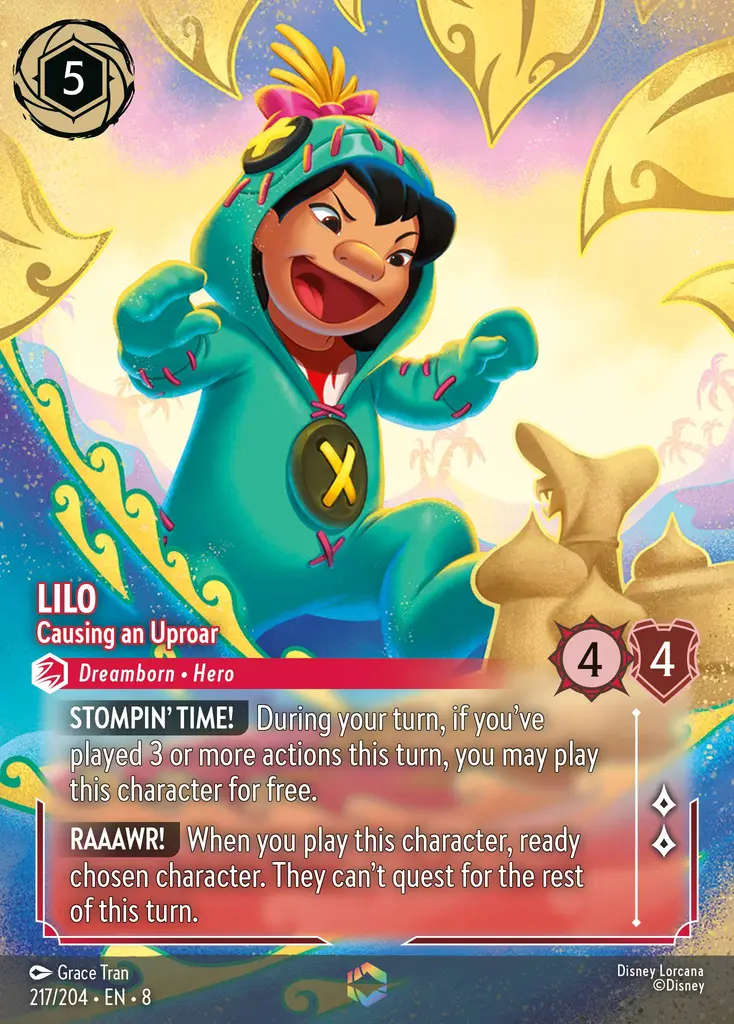 5
LILO
Causing an Uproar
Dreamborn • Hero
4
4
STOMPIN' TIME! During your turn, if you've
played 3 or more actions this turn, you may play
this character for free.
RAAAWR! When you play this character, ready
chosen character. They can't quest for the rest
of this turn.
Grace Tran
217/204 • EN • 8
Disney Lorcana
©Disney